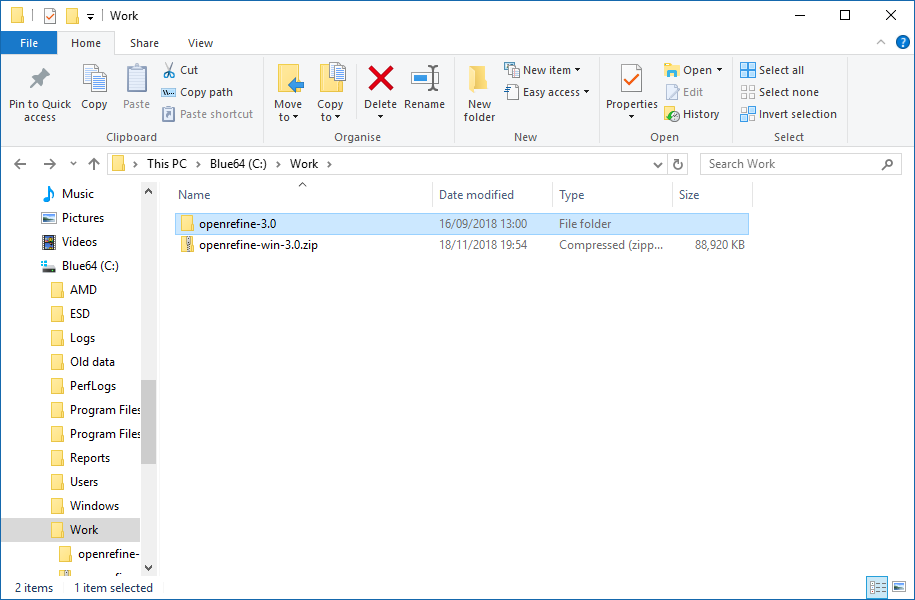 Work
File Home Share View
Pin to Quick access
Copy
Paste
Cut
Copy path
Paste shortcut
Clipboard
Move to
Copy to
Delete
Rename
Organise
New folder
New item
Easy access
New
Properties
Open
Edit
History
Open
Select all
Select none
Invert selection
Select
This PC Blue64 (C:) Work
Search Work
Music
Pictures
Videos
Blue64 (C:)
AMD
ESD
Logs
Old data
PerfLogs
Program Files
Program Files
Reports
Users
Windows
Work
openrefine-
Name Date modified Type Size
openrefine-3.0 16/09/2018 13:00 File folder
openrefine-win-3.0.zip 18/11/2018 19:54 Compressed (zipp... 88,920 KB
2 items 1 item selected